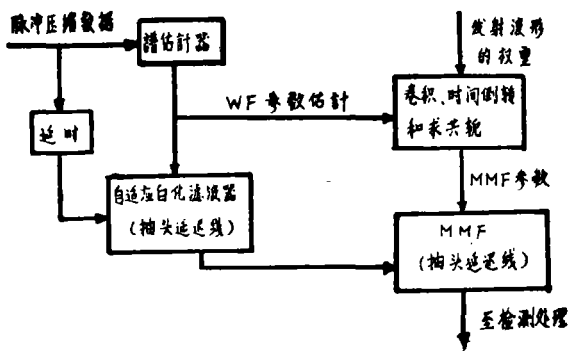 脉冲压缩数据
譜估計器
发射波形
的权重
WF参数估計
卷积、时间倒转
和求共轭
延时
自适应白化滤波器
(抽头延迟线)
MMF参数
MMF
(抽头延迟线)
至检测处理